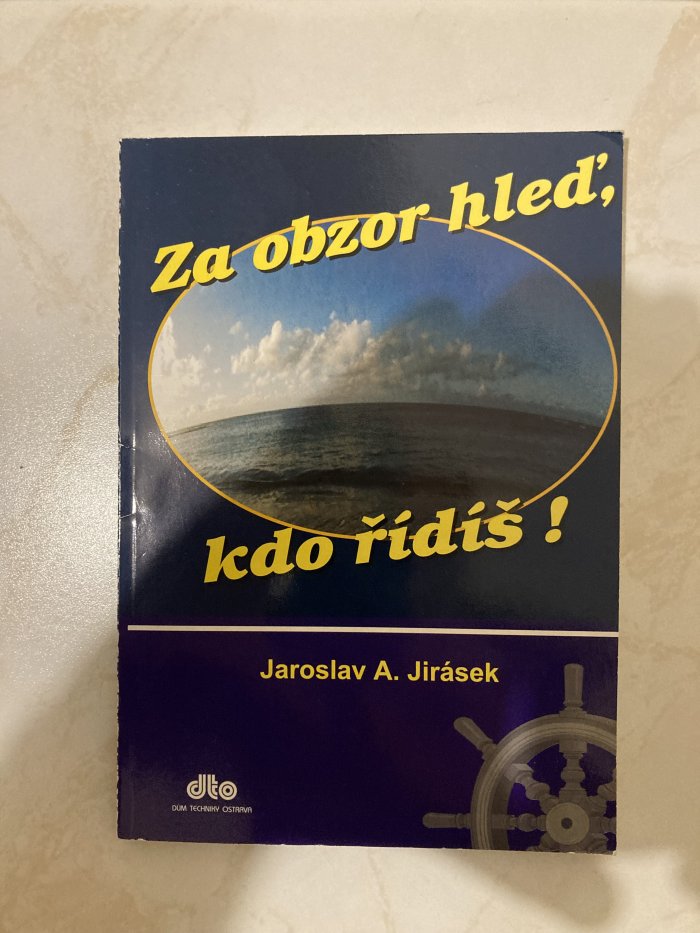 Za obzor hleď,
kdo řídíš !
Jaroslav A. Jirásek
dto
DŮM TECHNIKY OSTRAVA